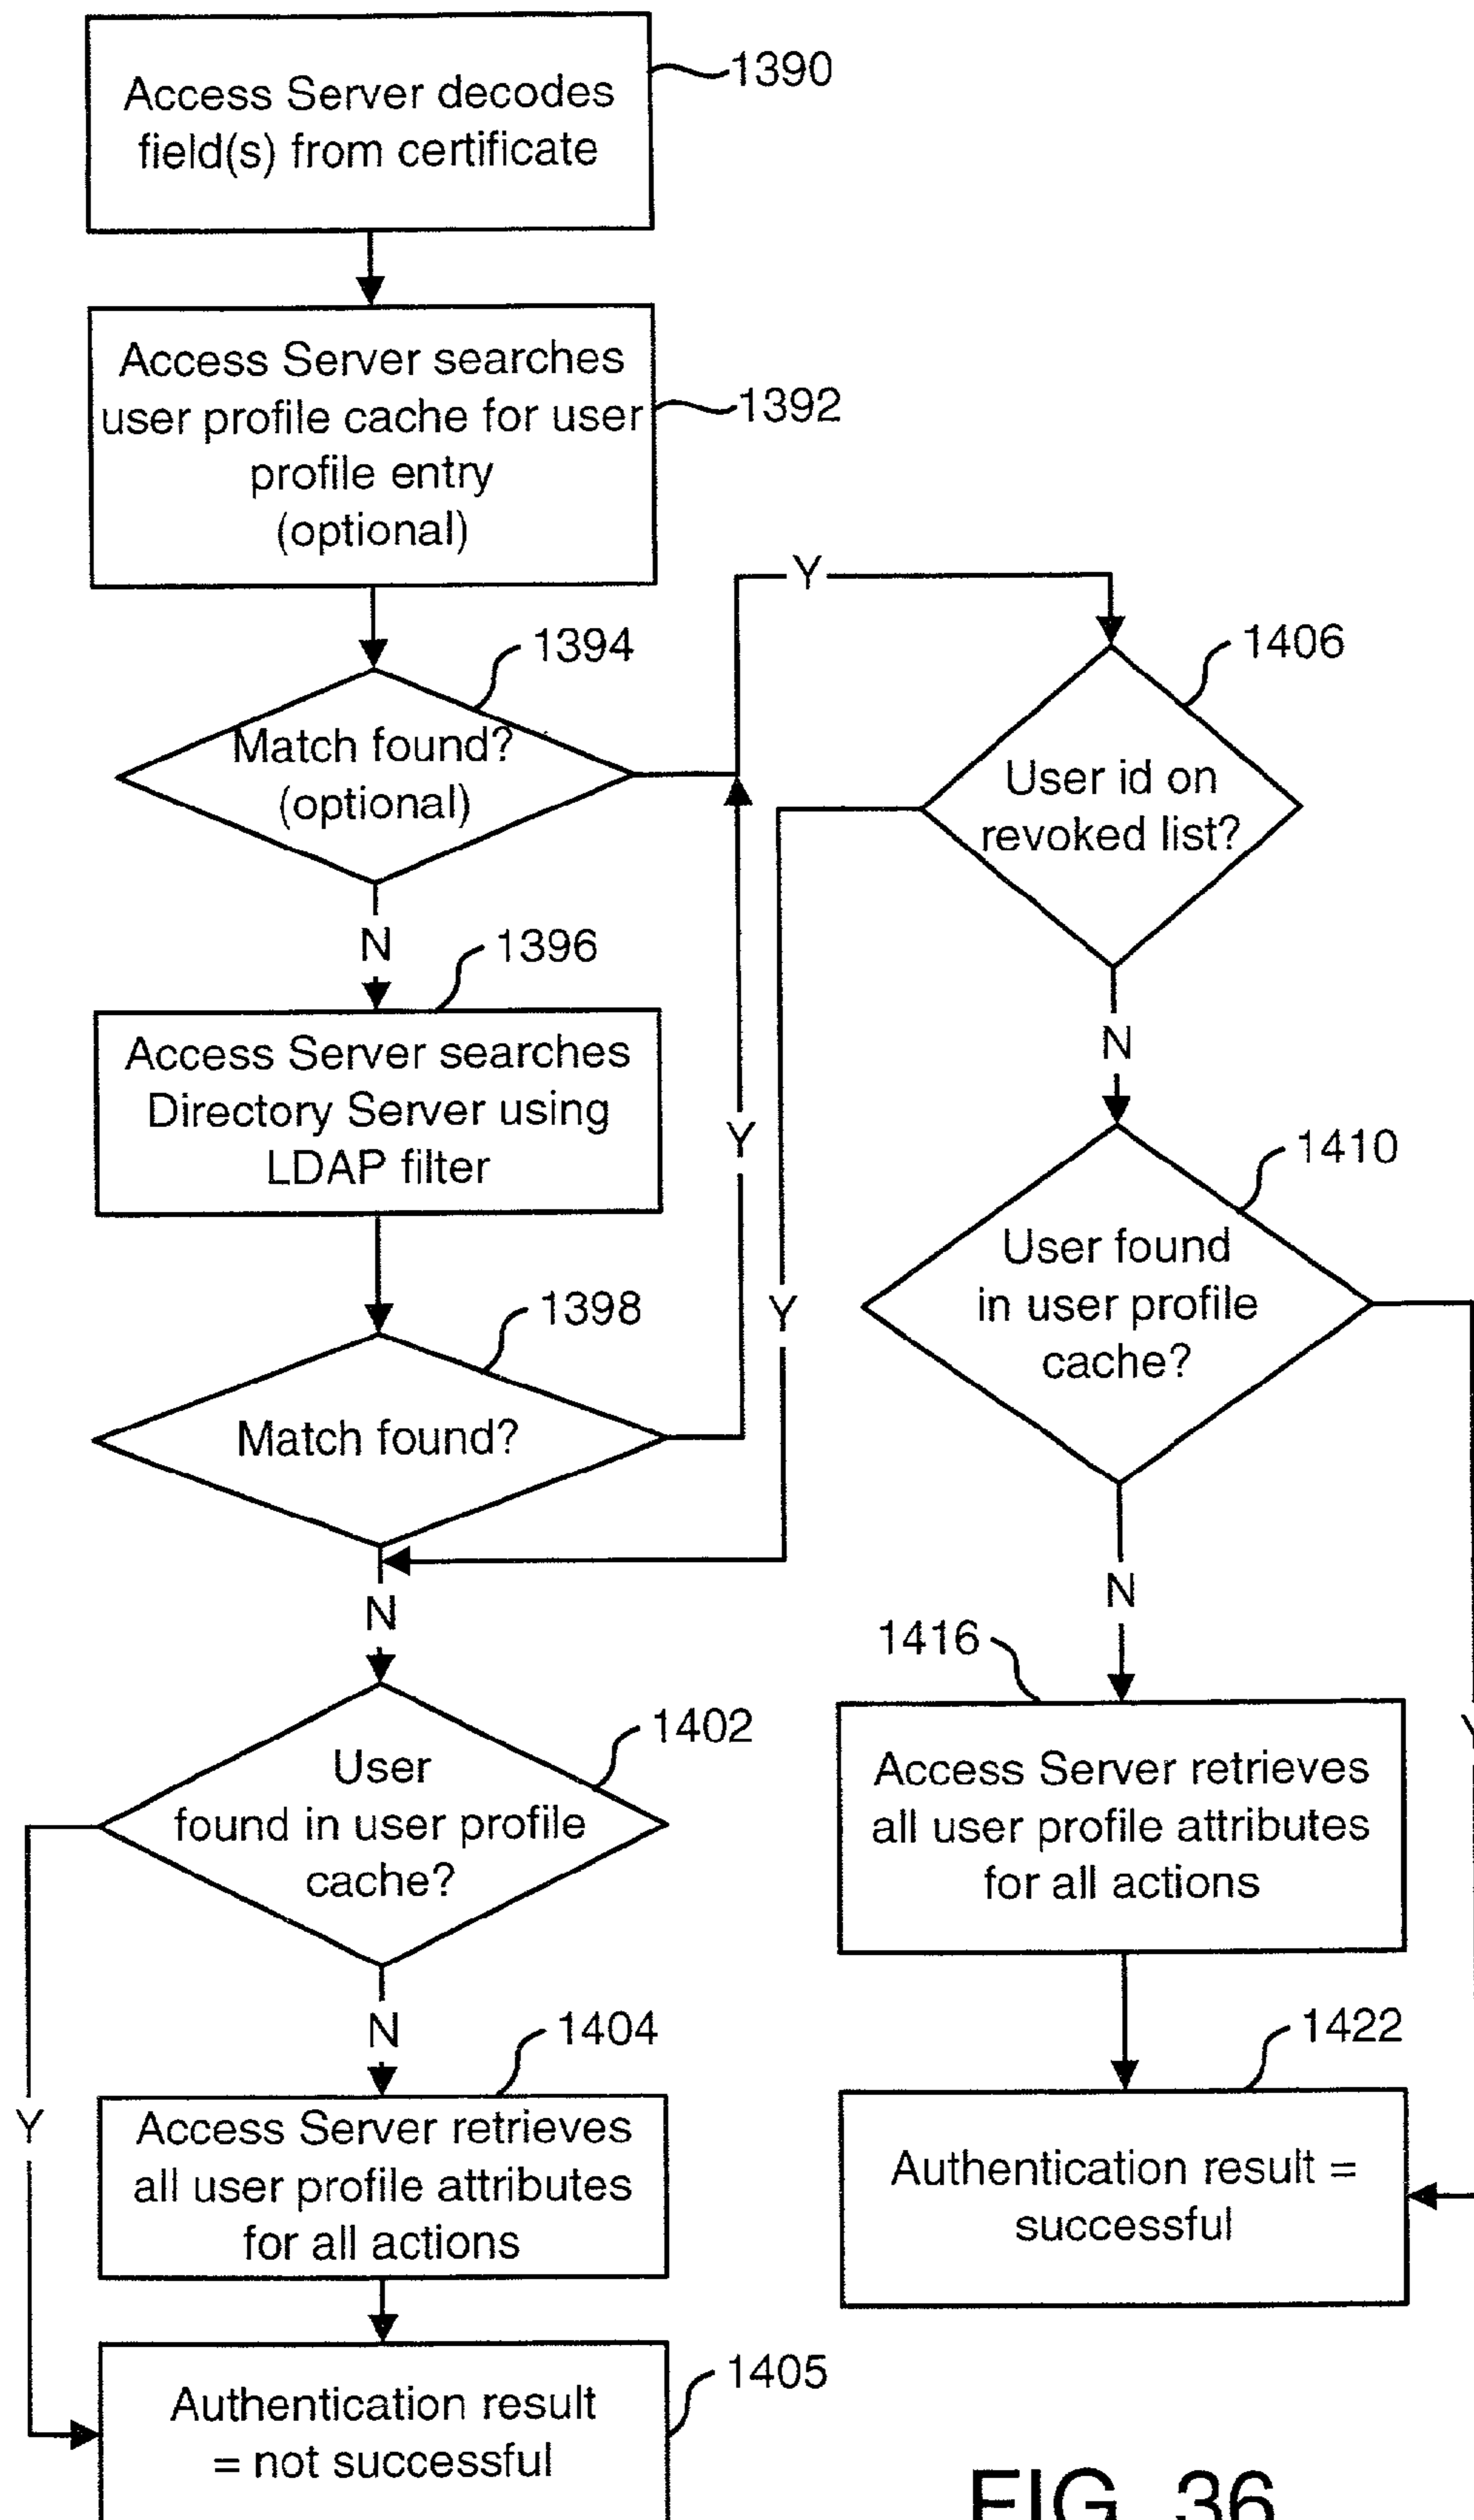 Access Server decodes
field(s) from certificate
1390
Access Server searches
user profile cache for user
profile entry
(optional)
1392
Y
1394
Match found?
(optional)
1406
User id on
revoked list?
N
1396
Access Server searches
Directory Server using
LDAP filter
Y
N
1410
User found
in user profile
cache?
1398
Match found?
Y
N
N
1416
1402
User
found in user profile
cache?
Access Server retrieves
all user profile attributes
for all actions
N
1404
Access Server retrieves
all user profile attributes
for all actions
Y
1422
Authentication result =
successful
1405
Authentication result
= not successful
FIG. 36